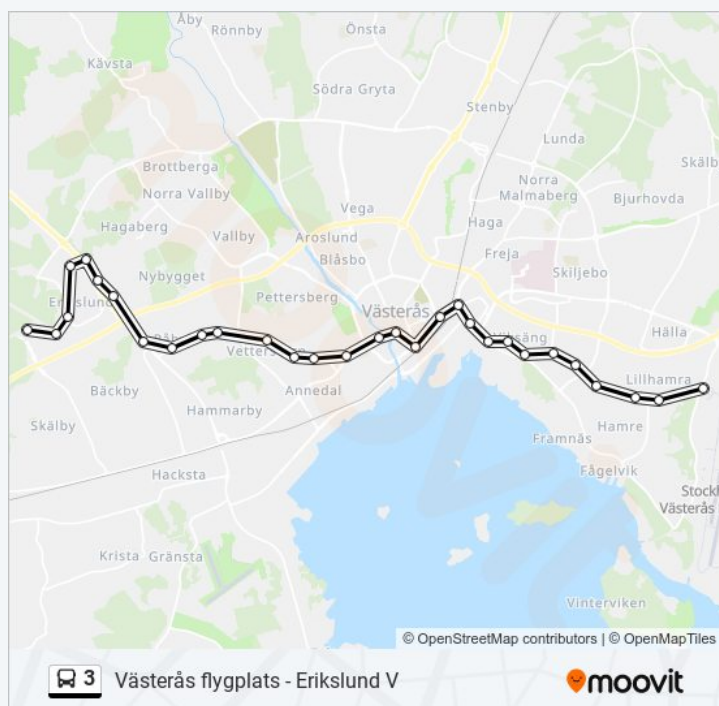 Åby
Rönnby
Önsta
Kävsta
Södra Gryta
Stenby
Lunda
Skälby
Brottberga
Norra
Malmaberg
Norra Vallby
Bjurhovda
Vega
Haga
Hagaberg
Vallby
Aroslund
Freja
Blåsbo
Skiljebo
Nybygget
Pettersberg
Västerås
Hälla
Bäckby
Annedal
Lillhamra
Hammarby
Skälby
Hamre
Framnäs
Fågelvik
Hacksta
Västerås
Krista
Gränsta
Vinterviken
© OpenStreetMap contributors | © OpenMapTiles
3
Västerås flygplats - Erikslund V
moovit